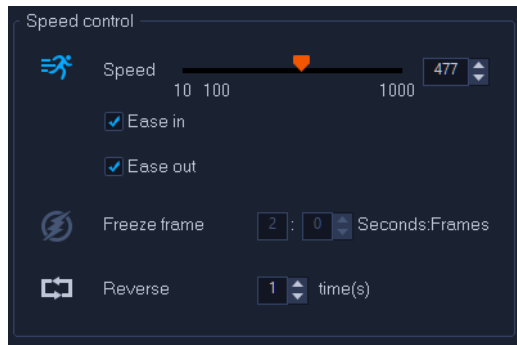 Speed control
Speed 477
10 100 1000
Ease in
Ease out
Freeze frame 2 : 0 Seconds:Frames
Reverse 1 time(s)